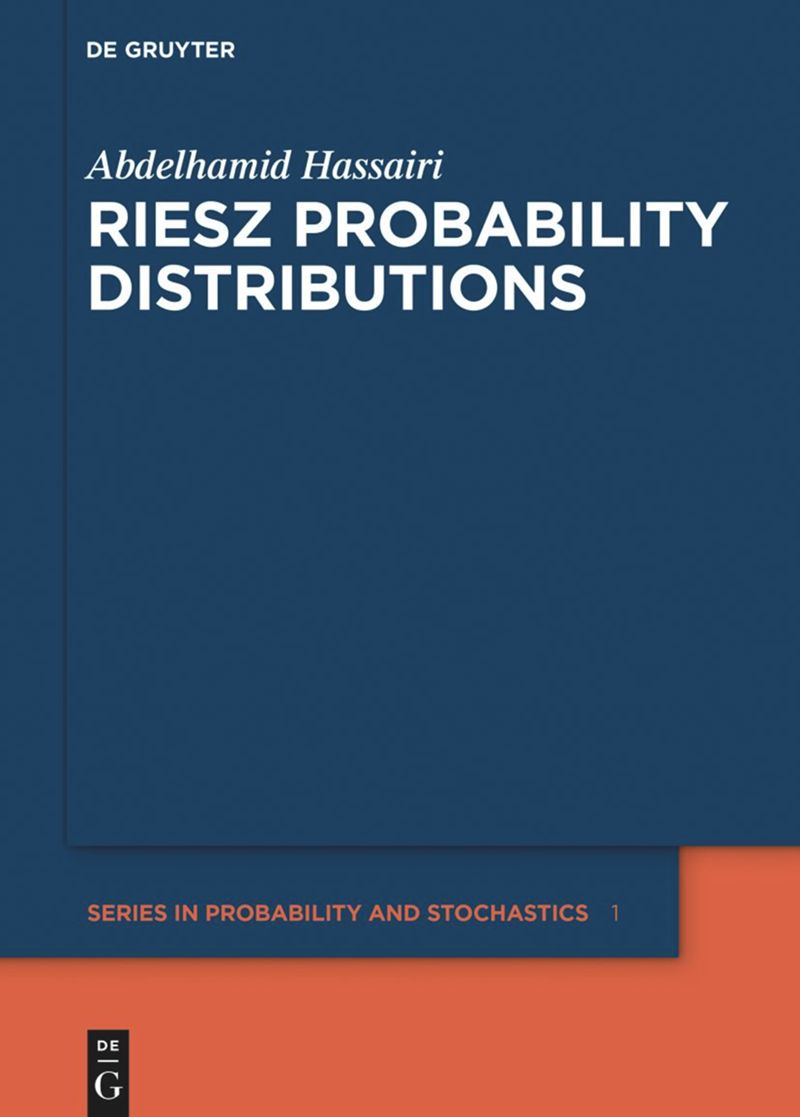 DE GRUYTER
Abdelhamid Hassairi
RIESZ PROBABILITY
DISTRIBUTIONS
SERIES IN PROBABILITY AND STOCHASTICS 1
DE
G